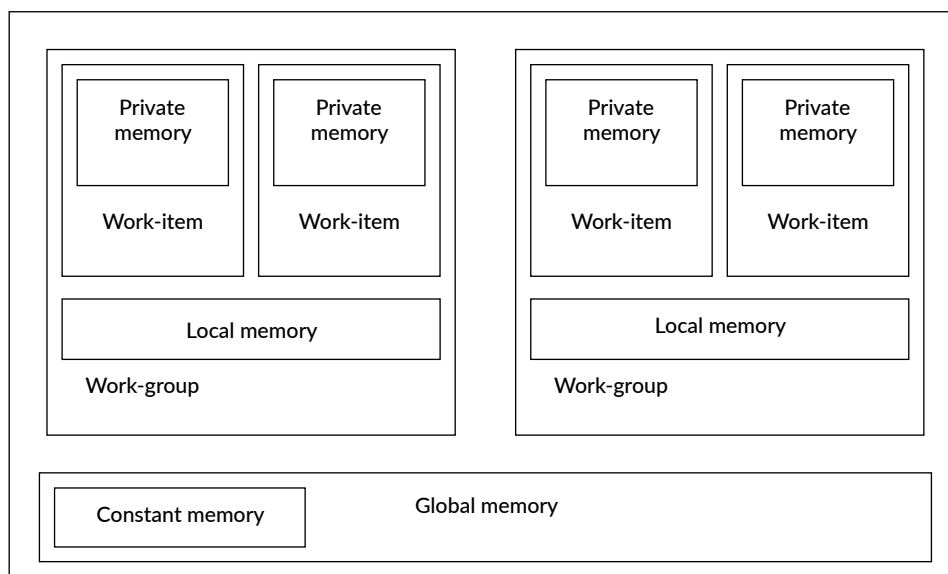 Private
memory
Private
memory
Work-item
Work-item
Local memory
Work-group
Private
memory
Private
memory
Work-item
Work-item
Local memory
Work-group
Constant memory
Global memory